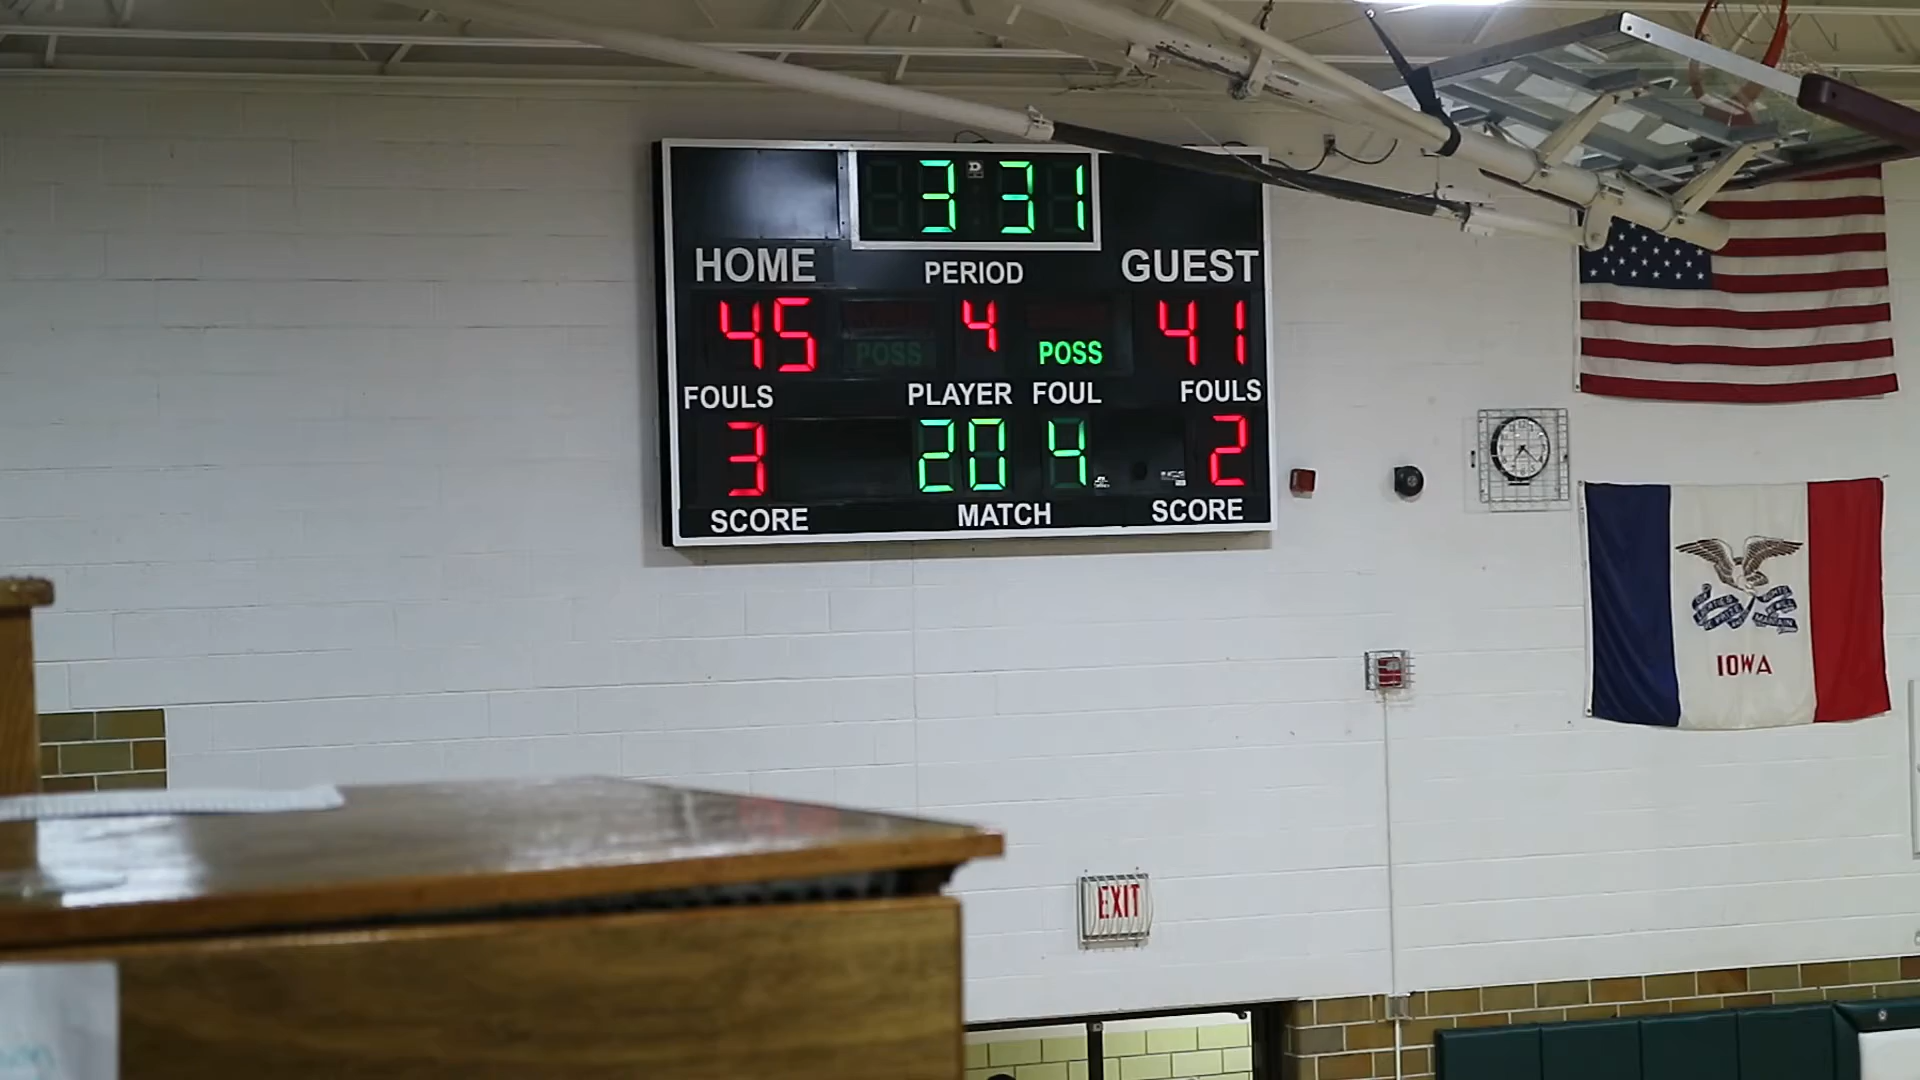 3 31
HOME PERIOD GUEST
45 4 41
POSS POSS
FOULS PLAYER FOUL FOULS
3 20 4 2
SCORE MATCH SCORE
IOWA
EXIT